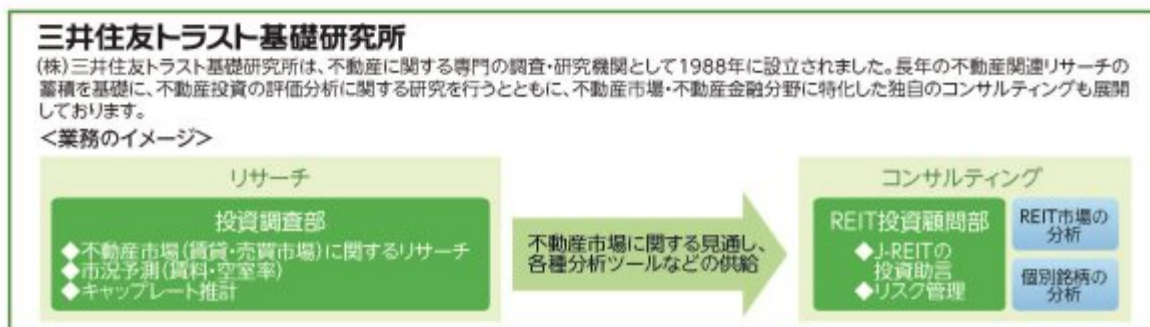 三井住友トラスト基礎研究所
(株)三井住友トラスト基礎研究所は、不動産に関する専門の調査・研究機関として1988年に設立されました。長年の不動産関連リサーチの
蓄積を基礎に、不動産投資の評価分析に関する研究を行うとともに、不動産市場・不動産金融分野に特化した独自のコンサルティングも展開
しております。
<業務のイメージ>
リサーチ
投資調査部
◆不動産市場(賃貸・売買市場)に関するリサーチ
◆市況予測(賃料・空室率)
◆キャップレート推計
不動産市場に関する見通し、
各種分析ツールなどの供給
コンサルティング
REIT投資顧問部
◆J-REITの
投資助言
◆リスク管理
REIT市場の
分析
個別銘柄の
分析